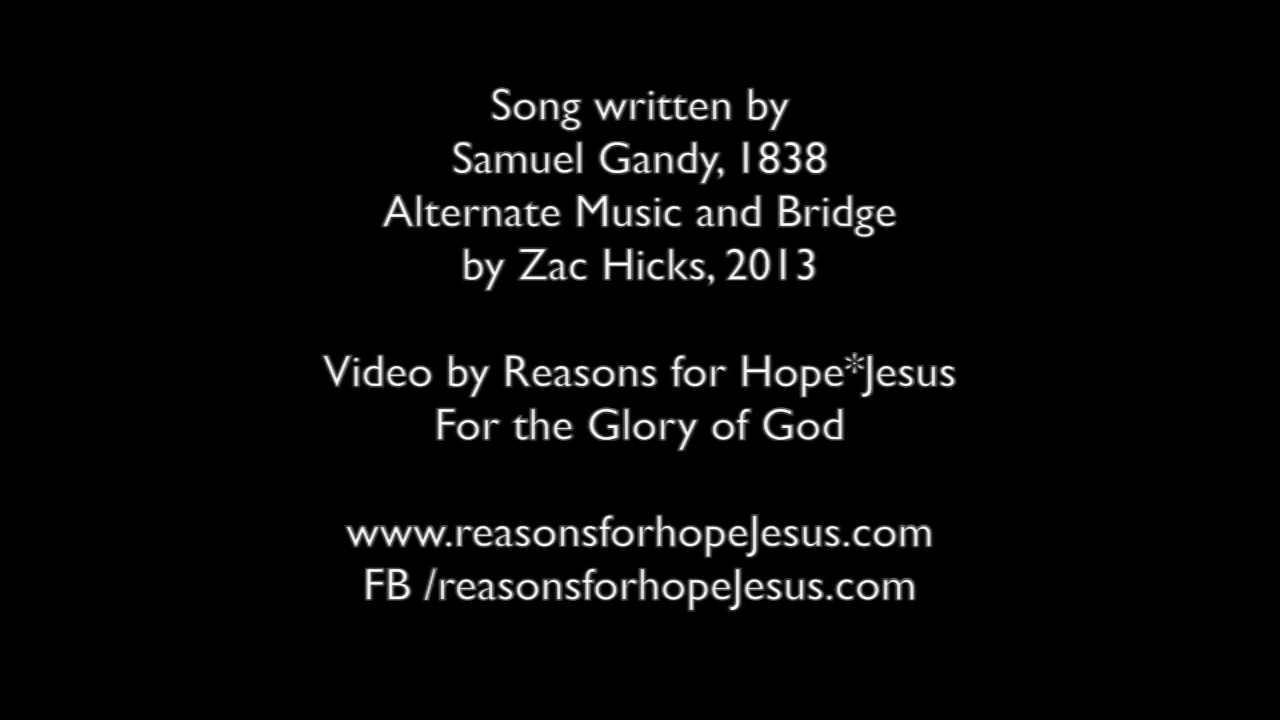 Song written by
Samuel Gandy, 1838
Alternate Music and Bridge
by Zac Hicks, 2013
Video by Reasons for Hope*Jesus
For the Glory of God
www.reasonsforhopeJesus.com
FB /reasonsforhopeJesus.com